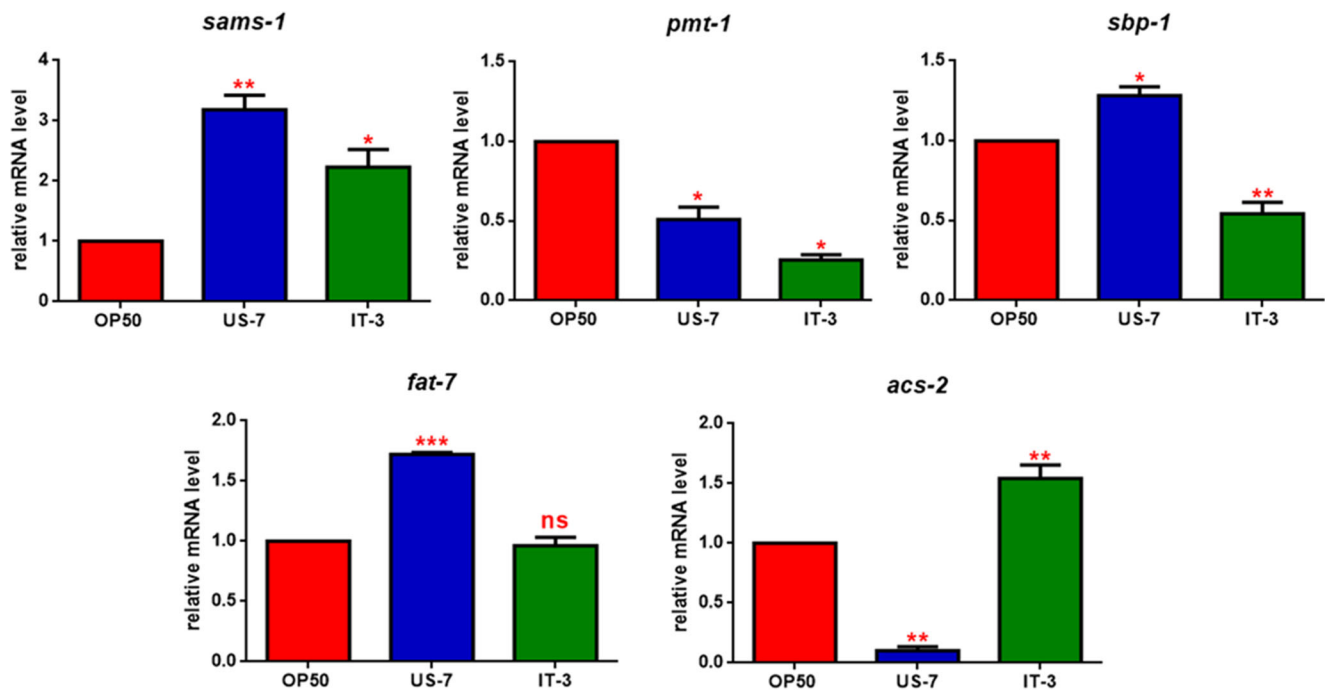 sams-1
relative mRNA level
4
3
2
1
0
**
*
OP50 US-7 IT-3
pmt-1
relative mRNA level
1.5
1.0
0.5
0.0
*
*
OP50 US-7 IT-3
sbp-1
relative mRNA level
1.5
1.0
0.5
0.0
*
**
OP50 US-7 IT-3
fat-7
relative mRNA level
2.0
1.5
1.0
0.5
0.0
***
ns
OP50 US-7 IT-3
acs-2
relative mRNA level
2.0
1.5
1.0
0.5
0.0
**
**
OP50 US-7 IT-3